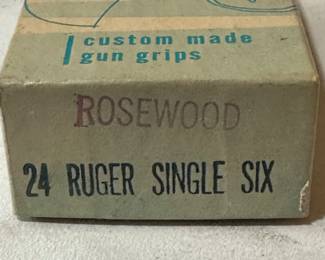 custom made
gun grips
ROSEWOOD
24 RUGER SINGLE SIX